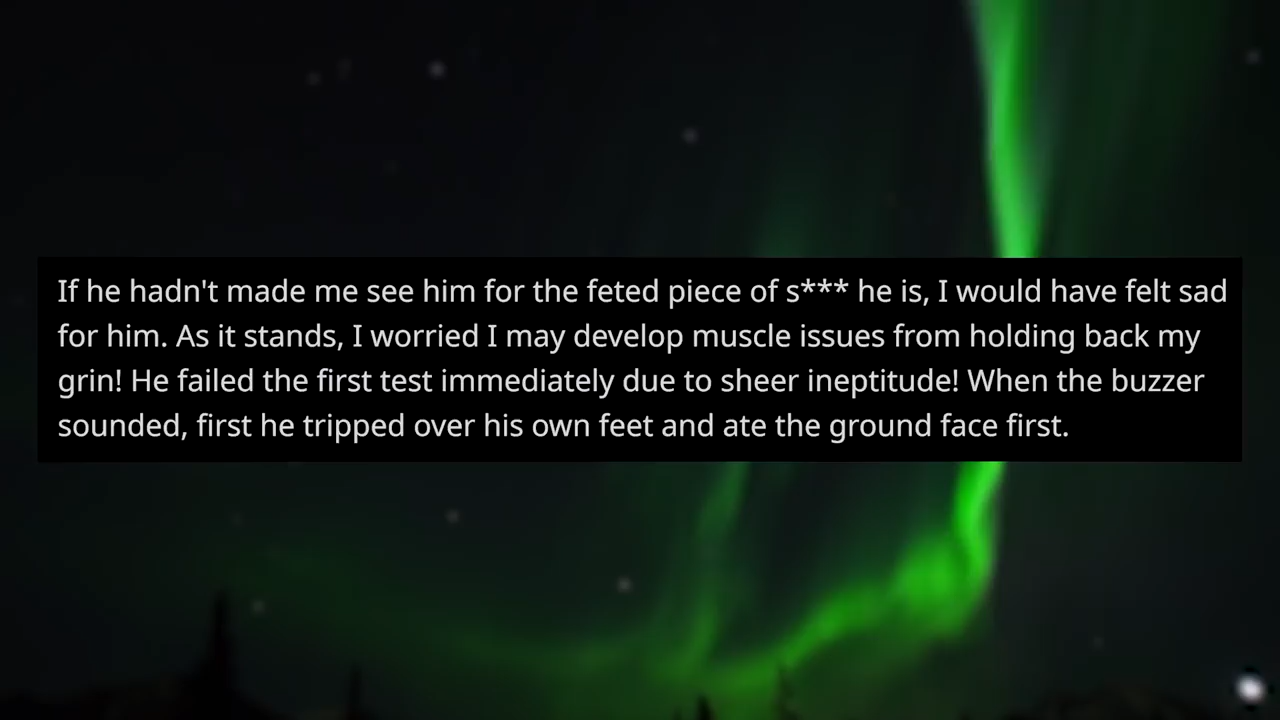 If he hadn't made me see him for the feted piece of s*** he is, I would have felt sad
for him. As it stands, I worried I may develop muscle issues from holding back my
grin! He failed the first test immediately due to sheer ineptitude! When the buzzer
sounded, first he tripped over his own feet and ate the ground face first.